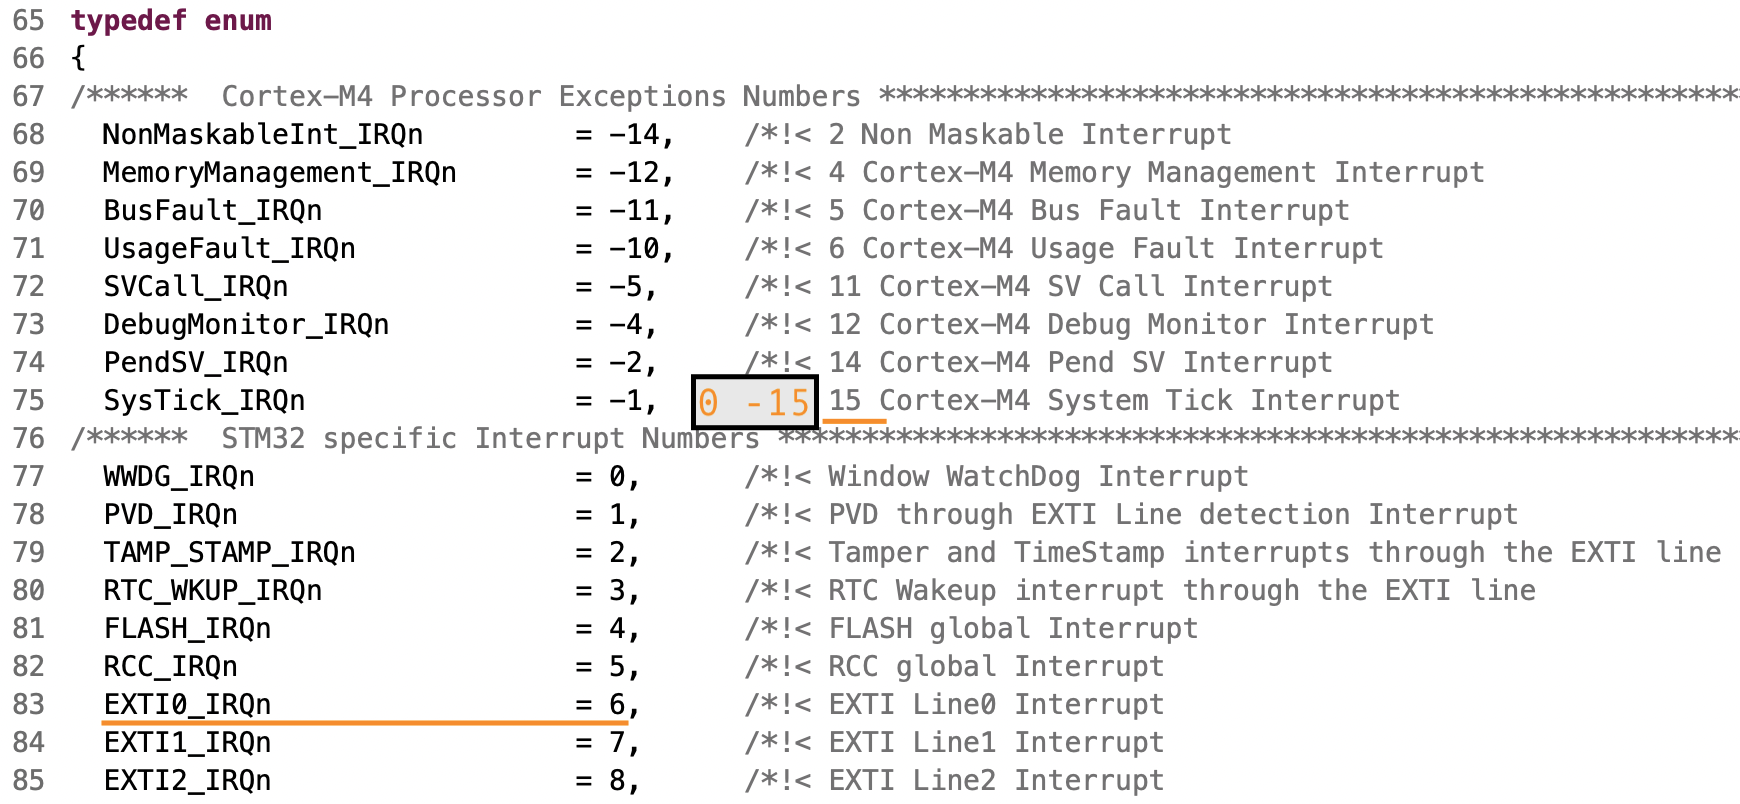 65 typedef enum
66 {
67 /****** Cortex-M4 Processor Exceptions Numbers ***************************************************
68 NonMaskableInt_IRQn = -14, /*!< 2 Non Maskable Interrupt
69 MemoryManagement_IRQn = -12, /*!< 4 Cortex-M4 Memory Management Interrupt
70 BusFault_IRQn = -11, /*!< 5 Cortex-M4 Bus Fault Interrupt
71 UsageFault_IRQn = -10, /*!< 6 Cortex-M4 Usage Fault Interrupt
72 SVCall_IRQn = -5, /*!< 11 Cortex-M4 SV Call Interrupt
73 DebugMonitor_IRQn = -4, /*!< 12 Cortex-M4 Debug Monitor Interrupt
74 PendSV_IRQn = -2, /*!< 14 Cortex-M4 Pend SV Interrupt
75 SysTick_IRQn = -1, 0 -15 15 Cortex-M4 System Tick Interrupt
76 /****** STM32 specific Interrupt Numbers *********************************************************
77 WWDG_IRQn = 0, /*!< Window WatchDog Interrupt
78 PVD_IRQn = 1, /*!< PVD through EXTI Line detection Interrupt
79 TAMP_STAMP_IRQn = 2, /*!< Tamper and TimeStamp interrupts through the EXTI line
80 RTC_WKUP_IRQn = 3, /*!< RTC Wakeup interrupt through the EXTI line
81 FLASH_IRQn = 4, /*!< FLASH global Interrupt
82 RCC_IRQn = 5, /*!< RCC global Interrupt
83 EXTI0_IRQn = 6, /*!< EXTI Line0 Interrupt
84 EXTI1_IRQn = 7, /*!< EXTI Line1 Interrupt
85 EXTI2_IRQn = 8, /*!< EXTI Line2 Interrupt